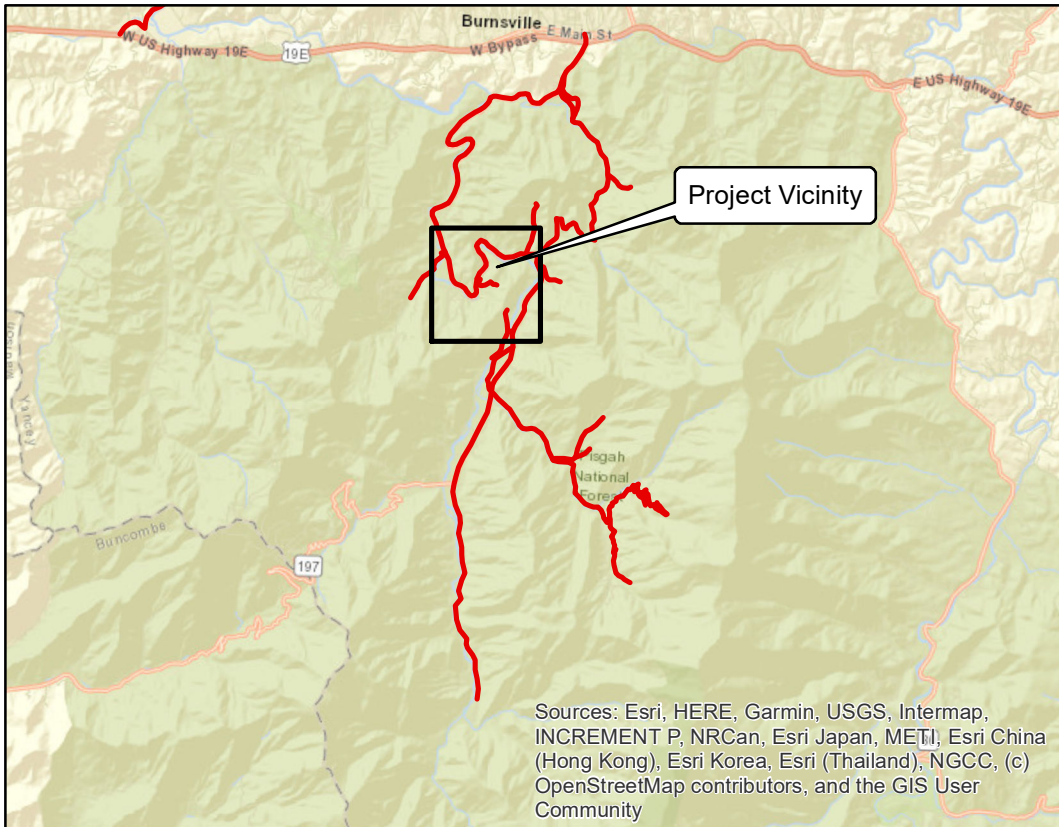 Burnsville
E Main St
W Bypass
W US Highway 19E
19E
E US Highway 19E
Project Vicinity
Yancey
Pisgah
National
Forest
Buncombe
197
Sources: Esri, HERE, Garmin, USGS, Intermap,
INCREMENT P, NRCan, Esri Japan, METI, Esri China
(Hong Kong), Esri Korea, Esri (Thailand), NGCC, (c)
OpenStreetMap contributors, and the GIS User
Community